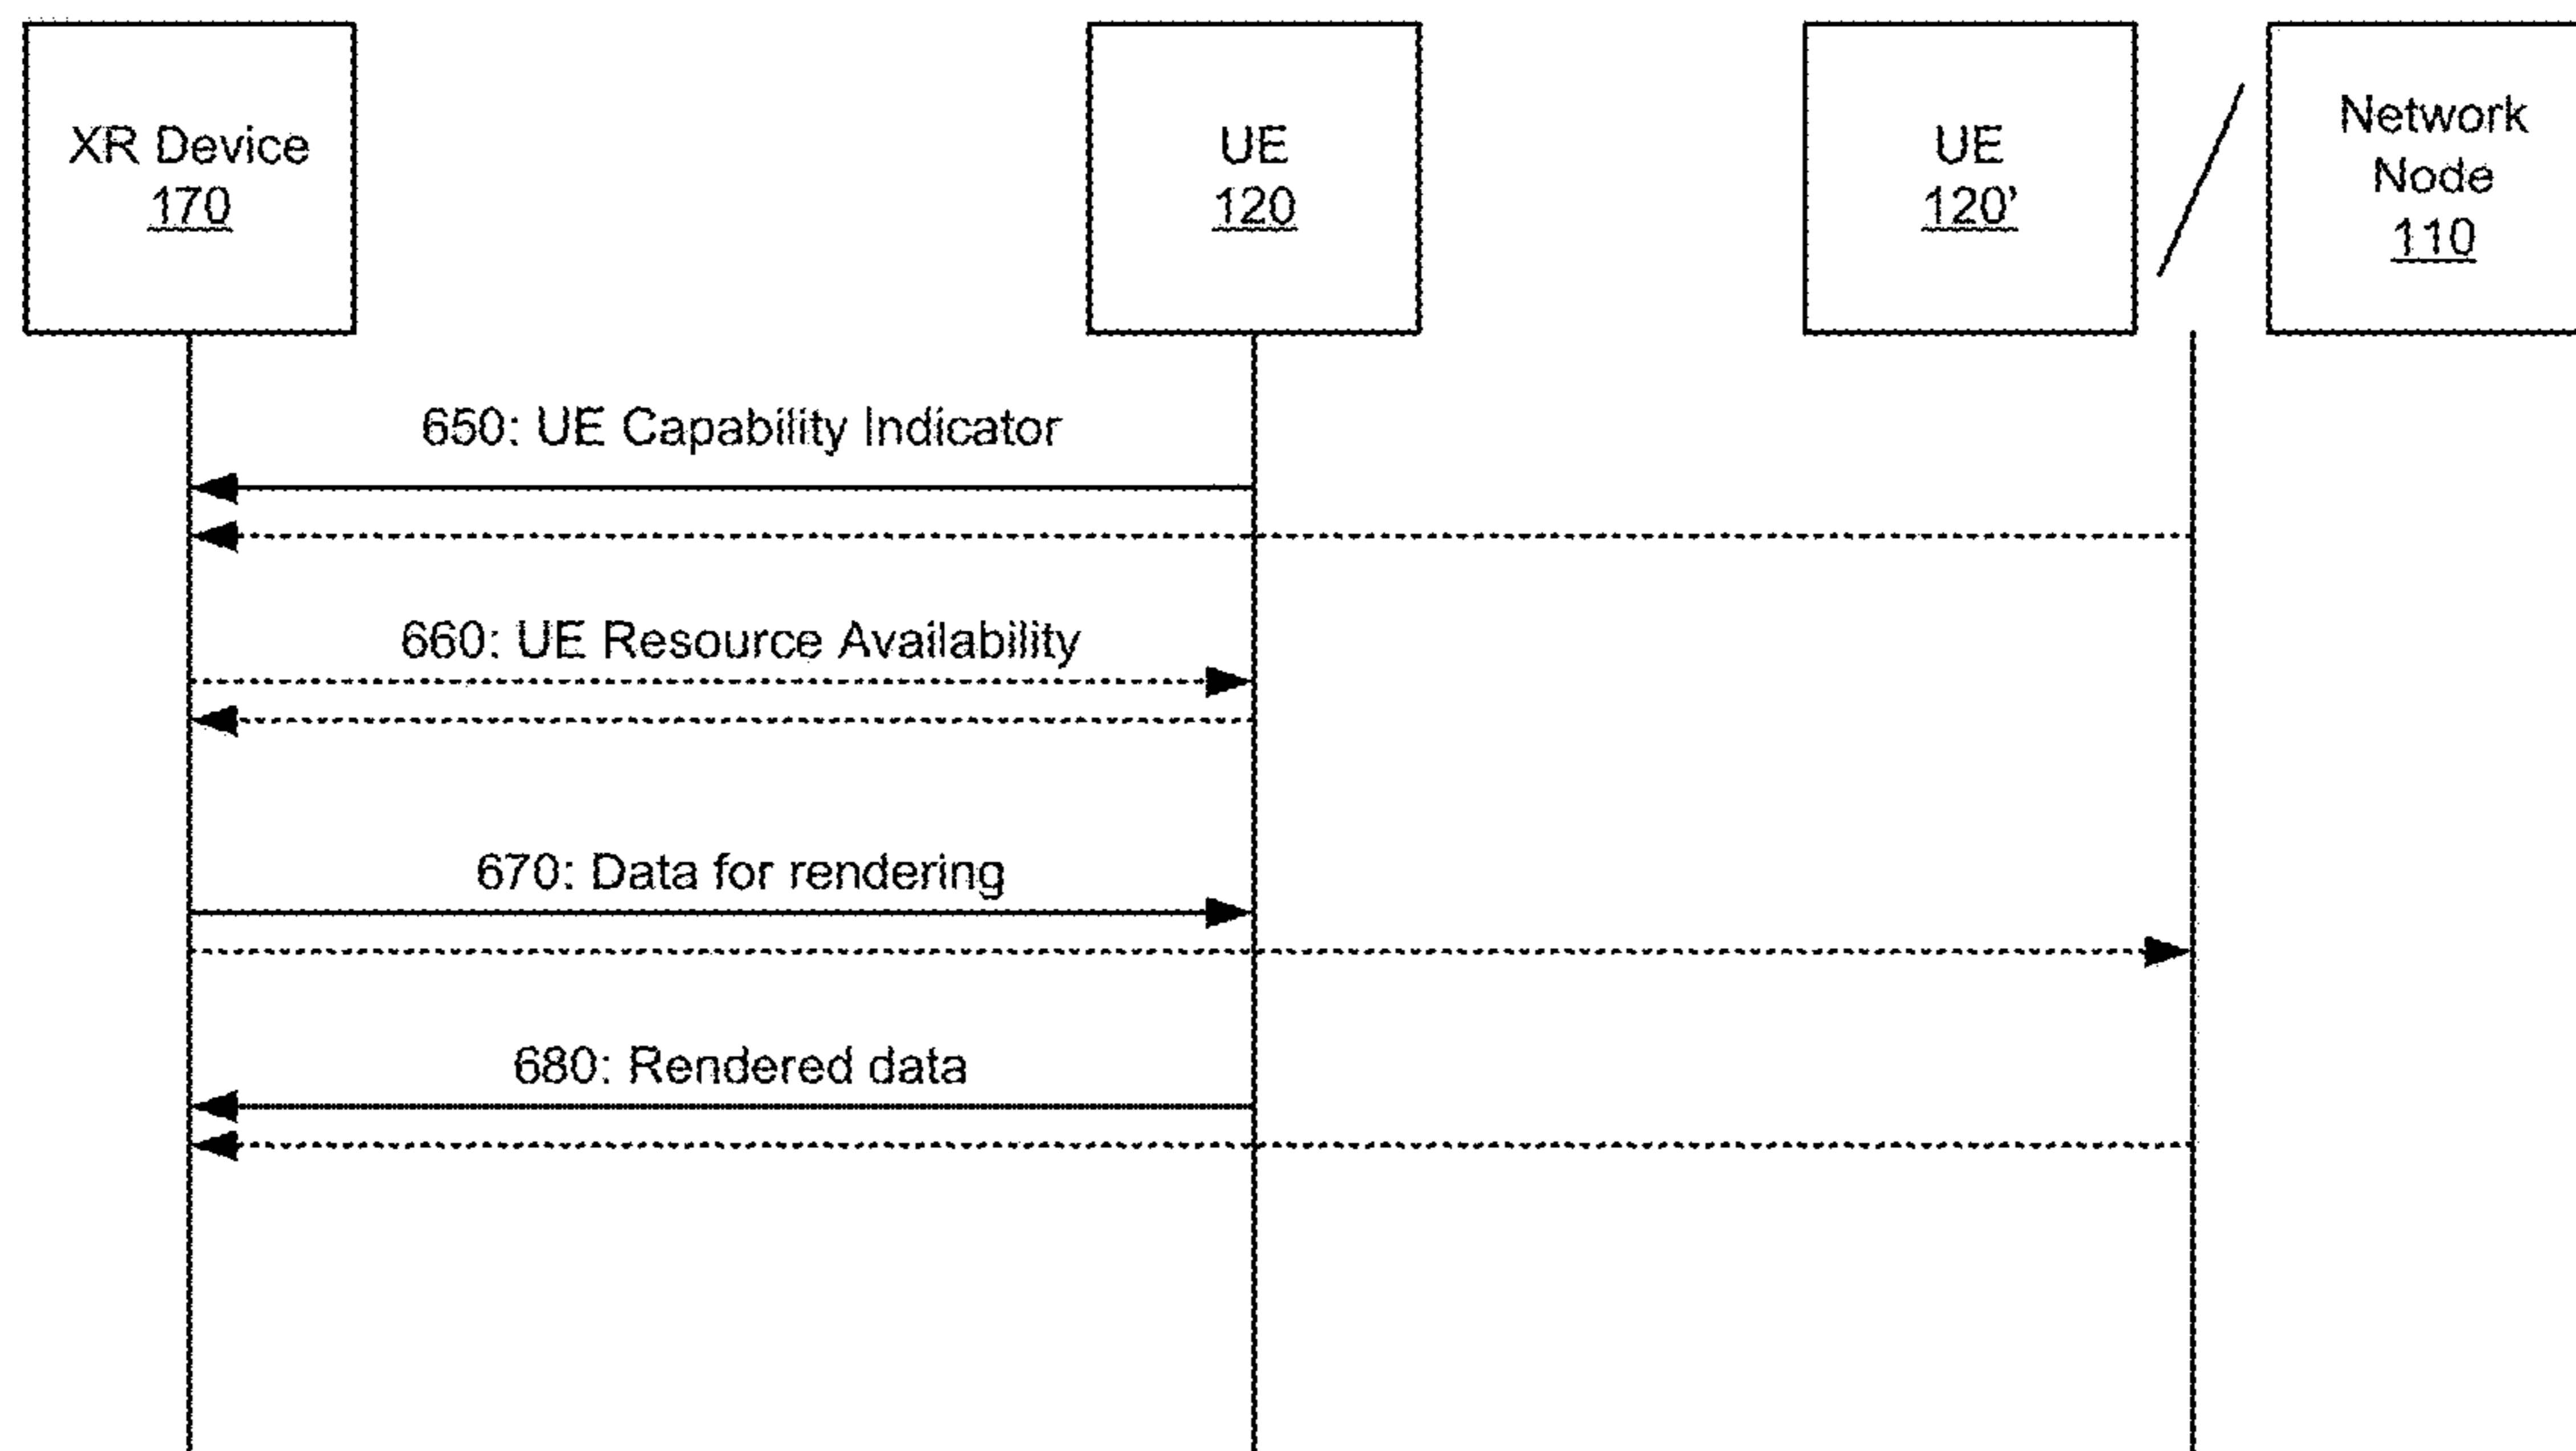 XR Device
170
UE
120
UE
120'
/
Network
Node
110
650: UE Capability Indicator
660: UE Resource Availability
670: Data for rendering
680: Rendered data